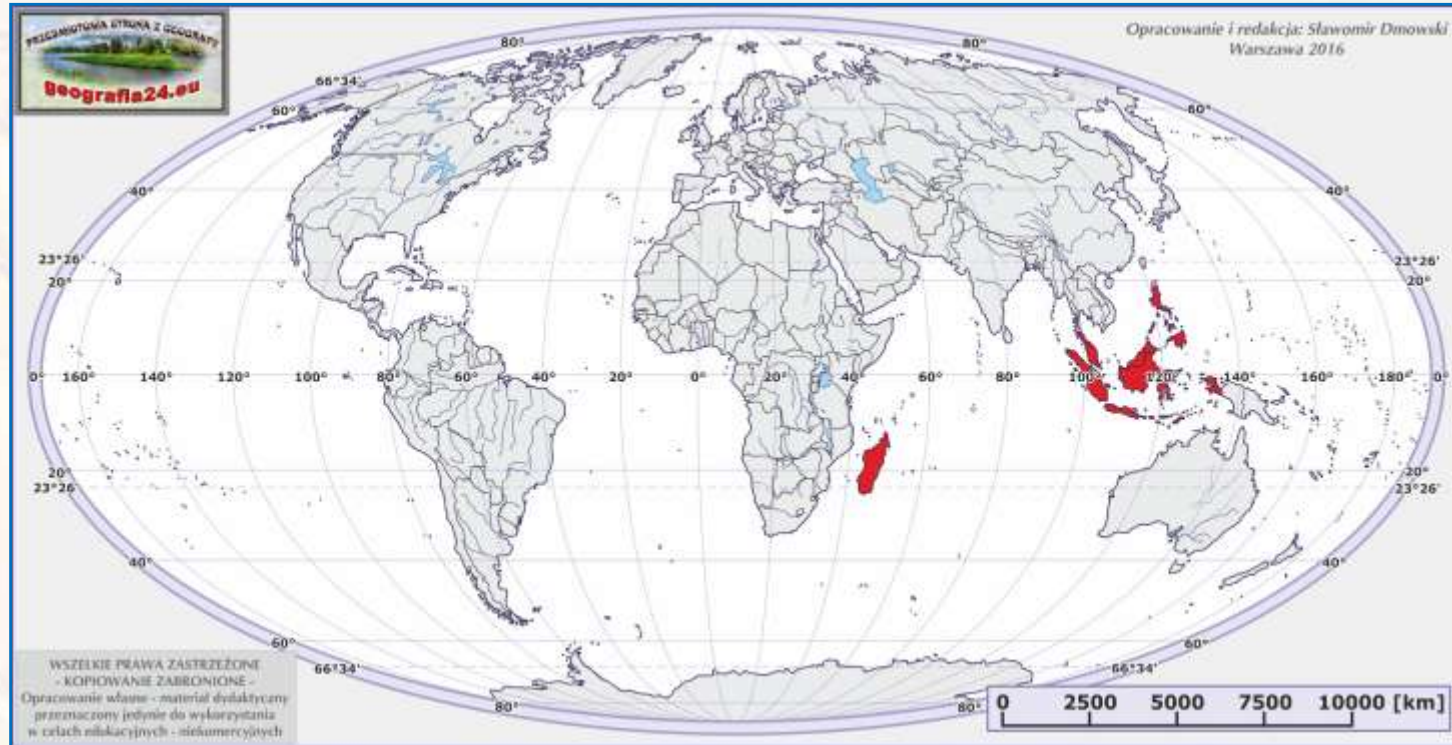 PRZEDMIOTOWA STRONA Z GEOGRAFII
geografia24.eu
Opracowanie i redakcja: Sławomir Dmowski
Warszawa 2016
80° 80°
66°34'
60° 60°
40° 40°
23°26' 23°26'
20° 20°
0° 160° 140° 120° 100° 80° 60° 40° 20° 0° 20° 40° 60° 80° 100° 120° 140° 160° 180° 0°
20° 20°
23°26' 23°26'
40° 40°
60° 60°
66°34' 66°34'
80° 80°
WSZELKIE PRAWA ZASTRZEŻONE
- KOPIOWANIE ZABRONIONE -
Opracowanie własne - materiał dydaktyczny
przeznaczony jedynie do wykorzystania
w celach edukacyjnych - niekomercyjnych
0 2500 5000 7500 10000 [km]